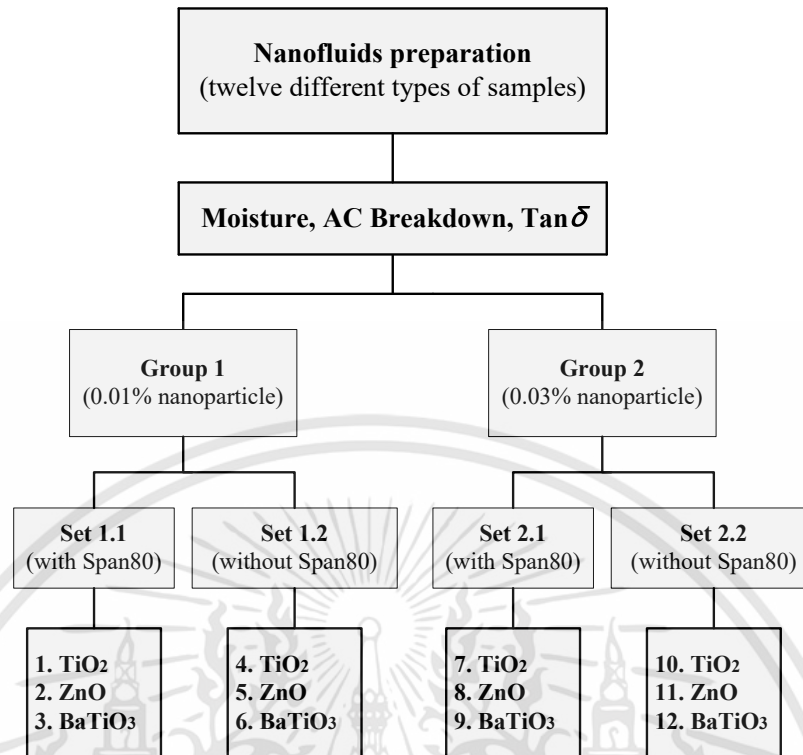 Nanofluids preparation
(twelve different types of samples)
Moisture, AC Breakdown, Tanδ
Group 1
(0.01% nanoparticle)
Group 2
(0.03% nanoparticle)
Set 1.1
(with Span80)
Set 1.2
(without Span80)
Set 2.1
(with Span80)
Set 2.2
(without Span80)
1. TiO2
2. ZnO
3. BaTiO3
4. TiO2
5. ZnO
6. BaTiO3
7. TiO2
8. ZnO
9. BaTiO3
10. TiO2
11. ZnO
12. BaTiO3